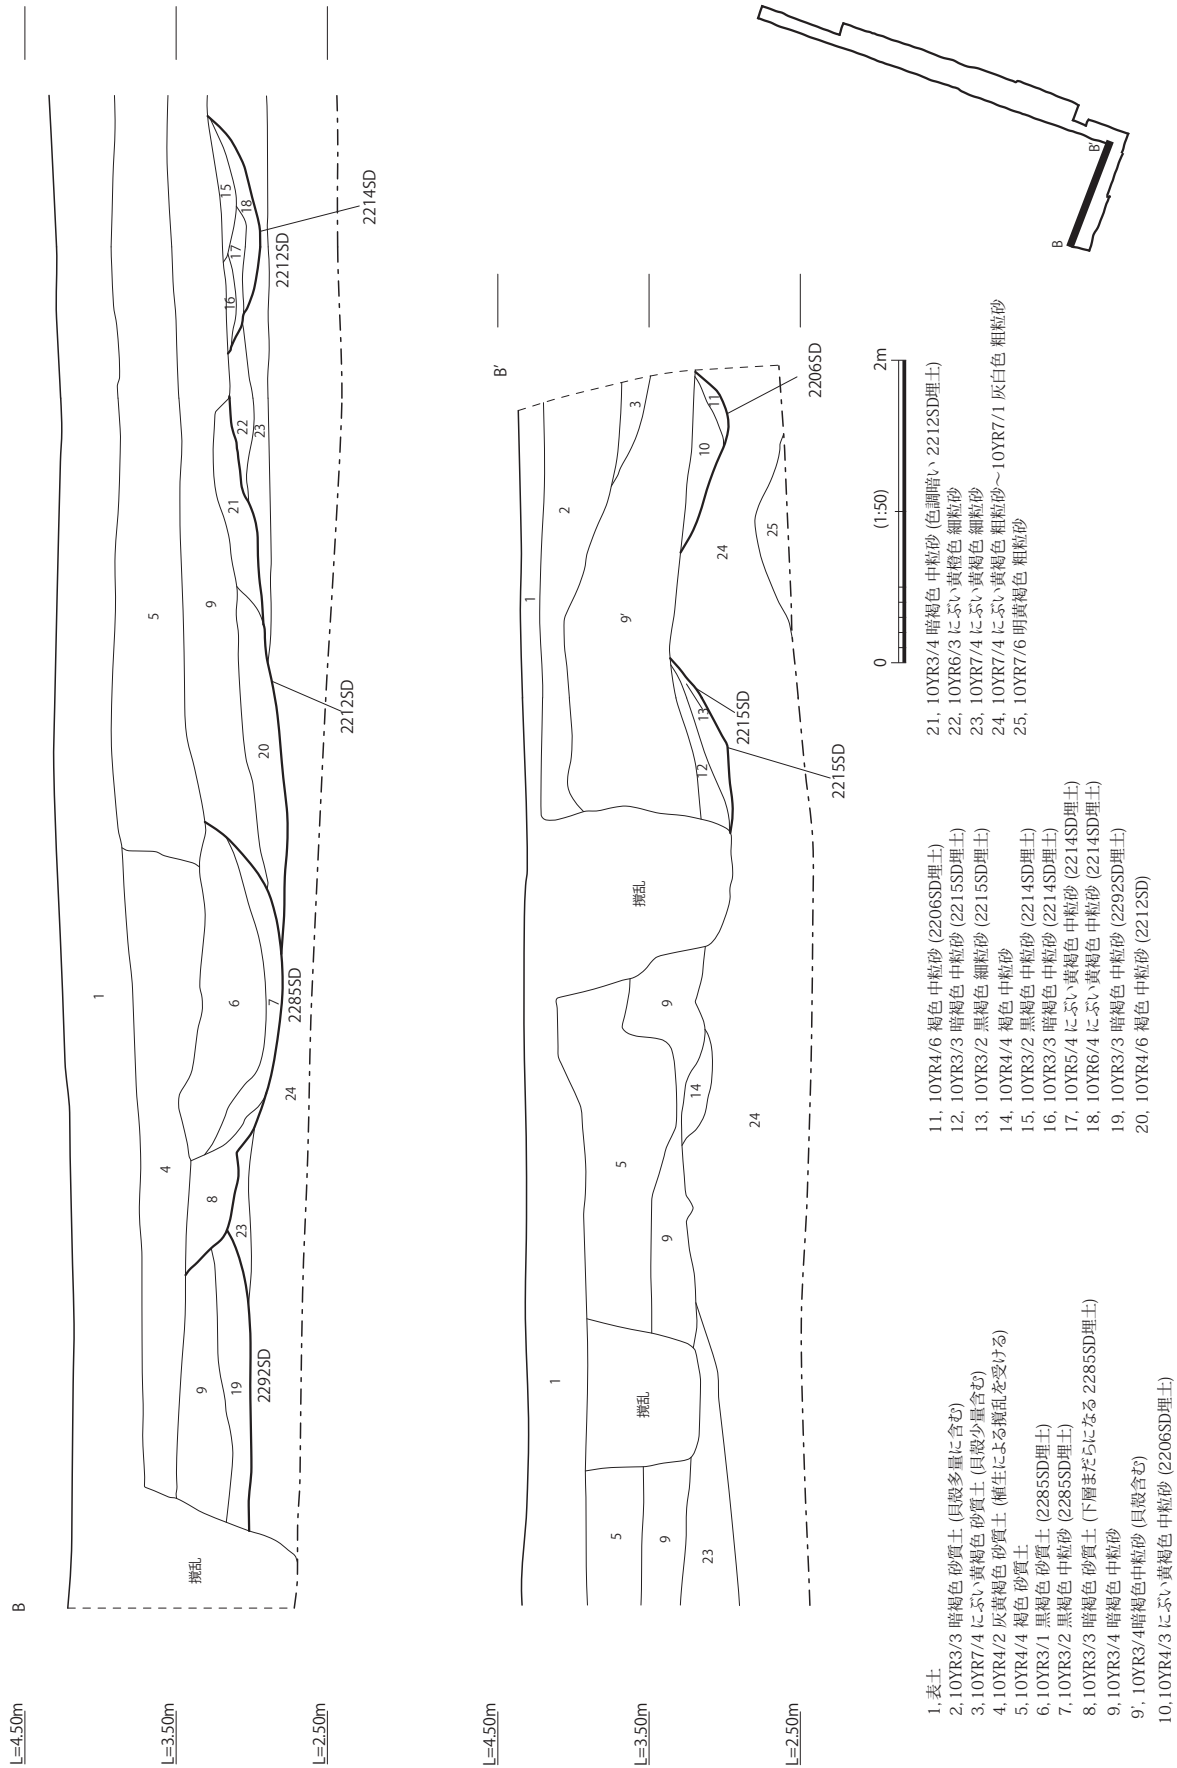 B
L=4.50m
L=3.50m
L=2.50m
撹乱
9
19
2292SD
4
8
23
24
1
6
7
2285SD
5
9
20
2212SD
21
22
23
16
17
15
18
2212SD
2214SD
L=4.50m
L=3.50m
L=2.50m
5
9
23
1
撹乱
5
9
14
9
24
撹乱
12
13
2215SD
2215SD
1
2
9'
3
24
10
11
25
2206SD
B'
B
B'
0
(1:50)
2m
1, 表土
2, 10YR3/3 暗褐色 砂質土 (貝殻多量に含む)
3, 10YR7/4 にぶい黄褐色 砂質土 (貝殻少量含む)
4, 10YR4/2 灰黄褐色 砂質土 (植生による撹乱を受ける)
5, 10YR4/4 褐色 砂質土
6, 10YR3/1 黒褐色 砂質土 (2285SD埋土)
7, 10YR3/2 黒褐色 中粒砂 (2285SD埋土)
8, 10YR3/3 暗褐色 砂質土 (下層まだらになる 2285SD埋土)
9, 10YR3/4 暗褐色 中粒砂
9', 10YR3/4暗褐色中粒砂 (貝殻含む)
10, 10YR4/3 にぶい黄褐色 中粒砂 (2206SD埋土)
11, 10YR4/6 褐色 中粒砂 (2206SD埋土)
12, 10YR3/3 暗褐色 中粒砂 (2215SD埋土)
13, 10YR3/2 黒褐色 細粒砂 (2215SD埋土)
14, 10YR4/4 褐色 中粒砂
15, 10YR3/2 黒褐色 中粒砂 (2214SD埋土)
16, 10YR3/3 暗褐色 中粒砂 (2214SD埋土)
17, 10YR5/4 にぶい黄褐色 中粒砂 (2214SD埋土)
18, 10YR6/4 にぶい黄褐色 中粒砂 (2214SD埋土)
19, 10YR3/3 暗褐色 中粒砂 (2292SD埋土)
20, 10YR4/6 褐色 中粒砂 (2212SD)
21, 10YR3/4 暗褐色 中粒砂 (色調暗い 2212SD埋土)
22, 10YR6/3 にぶい黄橙色 細粒砂
23, 10YR7/4 にぶい黄褐色 細粒砂
24, 10YR7/4 にぶい黄褐色 粗粒砂～10YR7/1 灰白色 粗粒砂
25, 10YR7/6 明黄褐色 粗粒砂